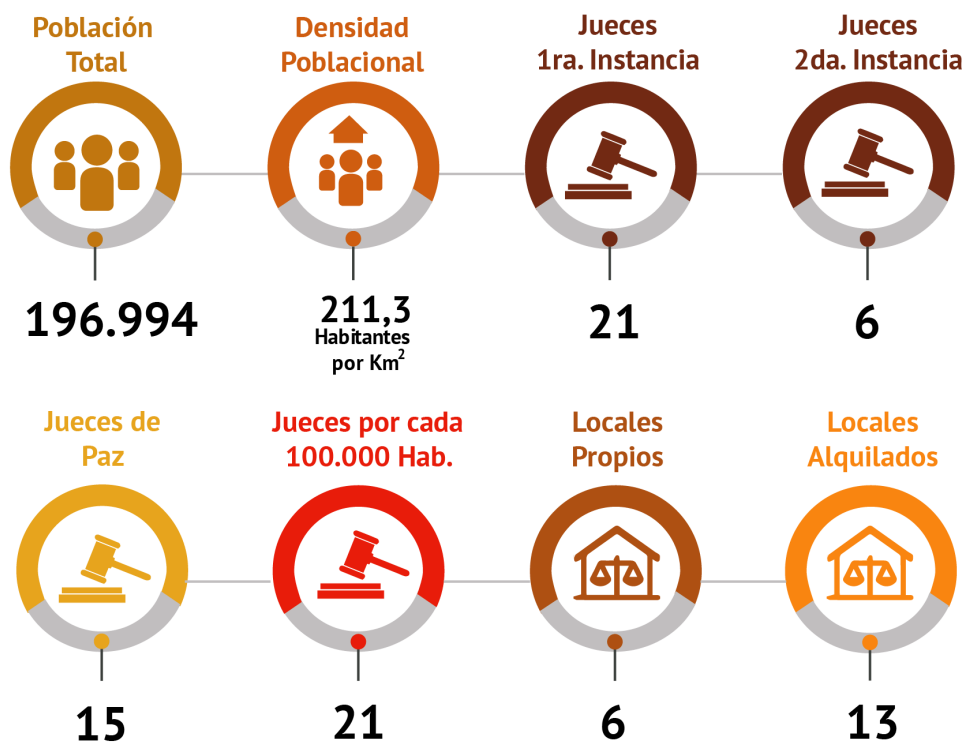 Población
Total
196.994
Densidad
Poblacional
211,3
Habitantes
por Km²
Jueces
1ra. Instancia
21
Jueces
2da. Instancia
6
Jueces de
Paz
15
Jueces por cada
100.000 Hab.
21
Locales
Propios
6
Locales
Alquilados
13